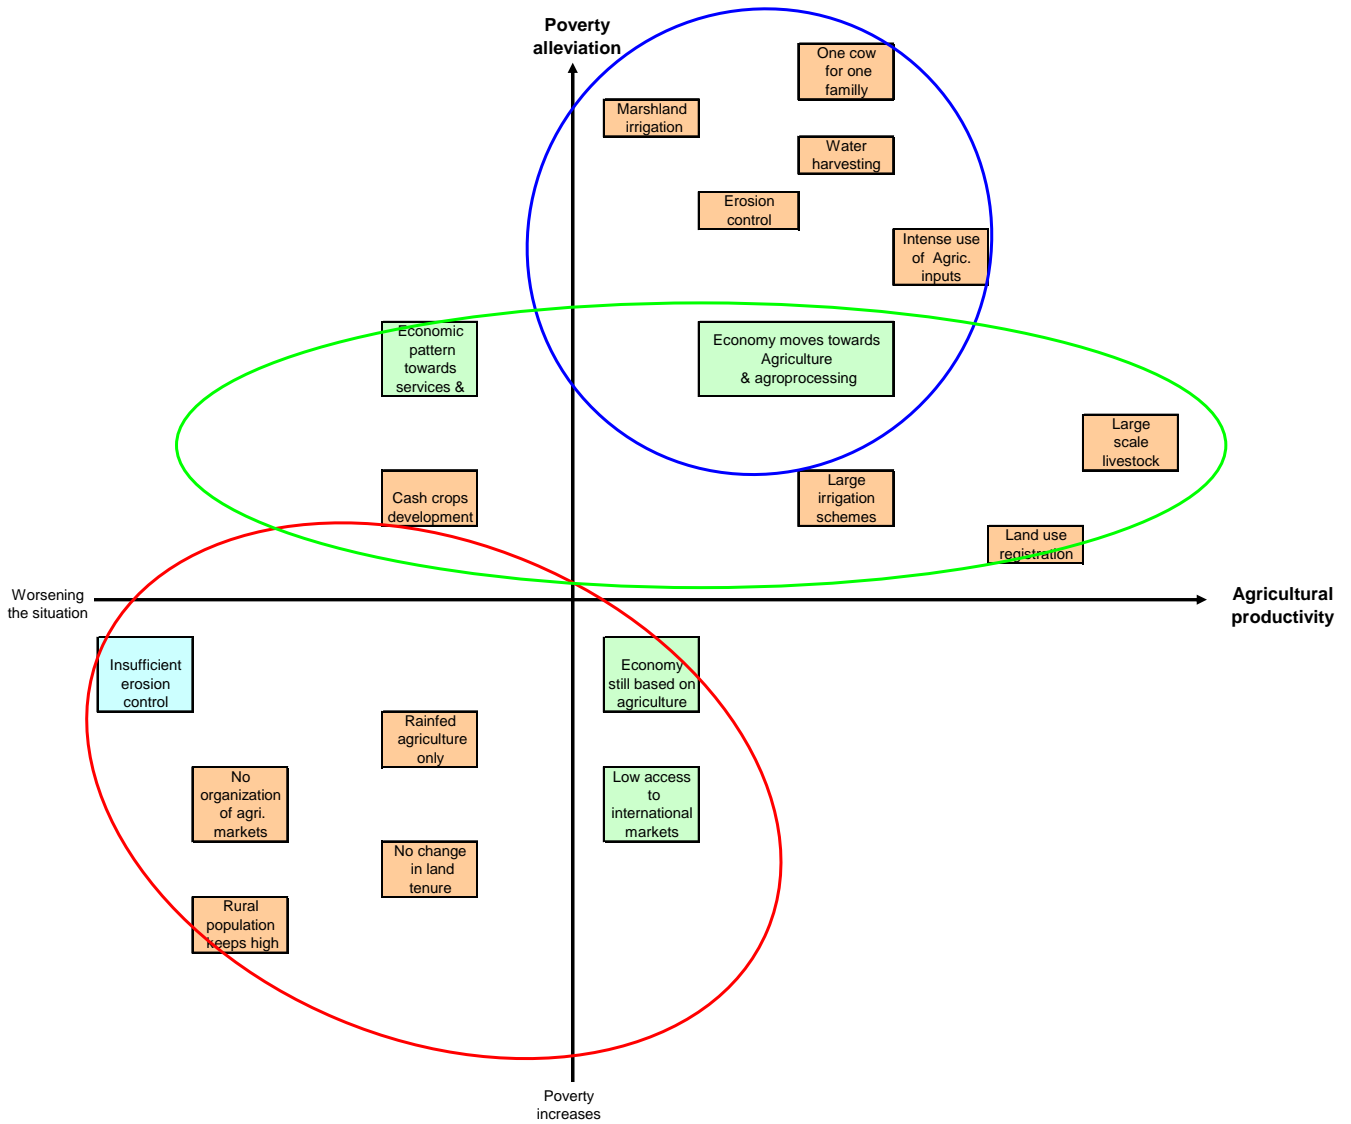 Poverty
alleviation
One cow
for one
familly
Marshland
irrigation
Water
harvesting
Erosion
control
Intense use
of Agric.
inputs
Economic
pattern
towards
services &
Economy moves towards
Agriculture
& agroprocessing
Large
scale
livestock
Cash crops
development
Large
irrigation
schemes
Land use
registration
Worsening
the situation
Agricultural
productivity
Insufficient
erosion
control
Economy
still based on
agriculture
Rainfed
agriculture
only
No
organization
of agri.
markets
Low access
to
international
markets
No change
in land
tenure
Rural
population
keeps high
Poverty
increases